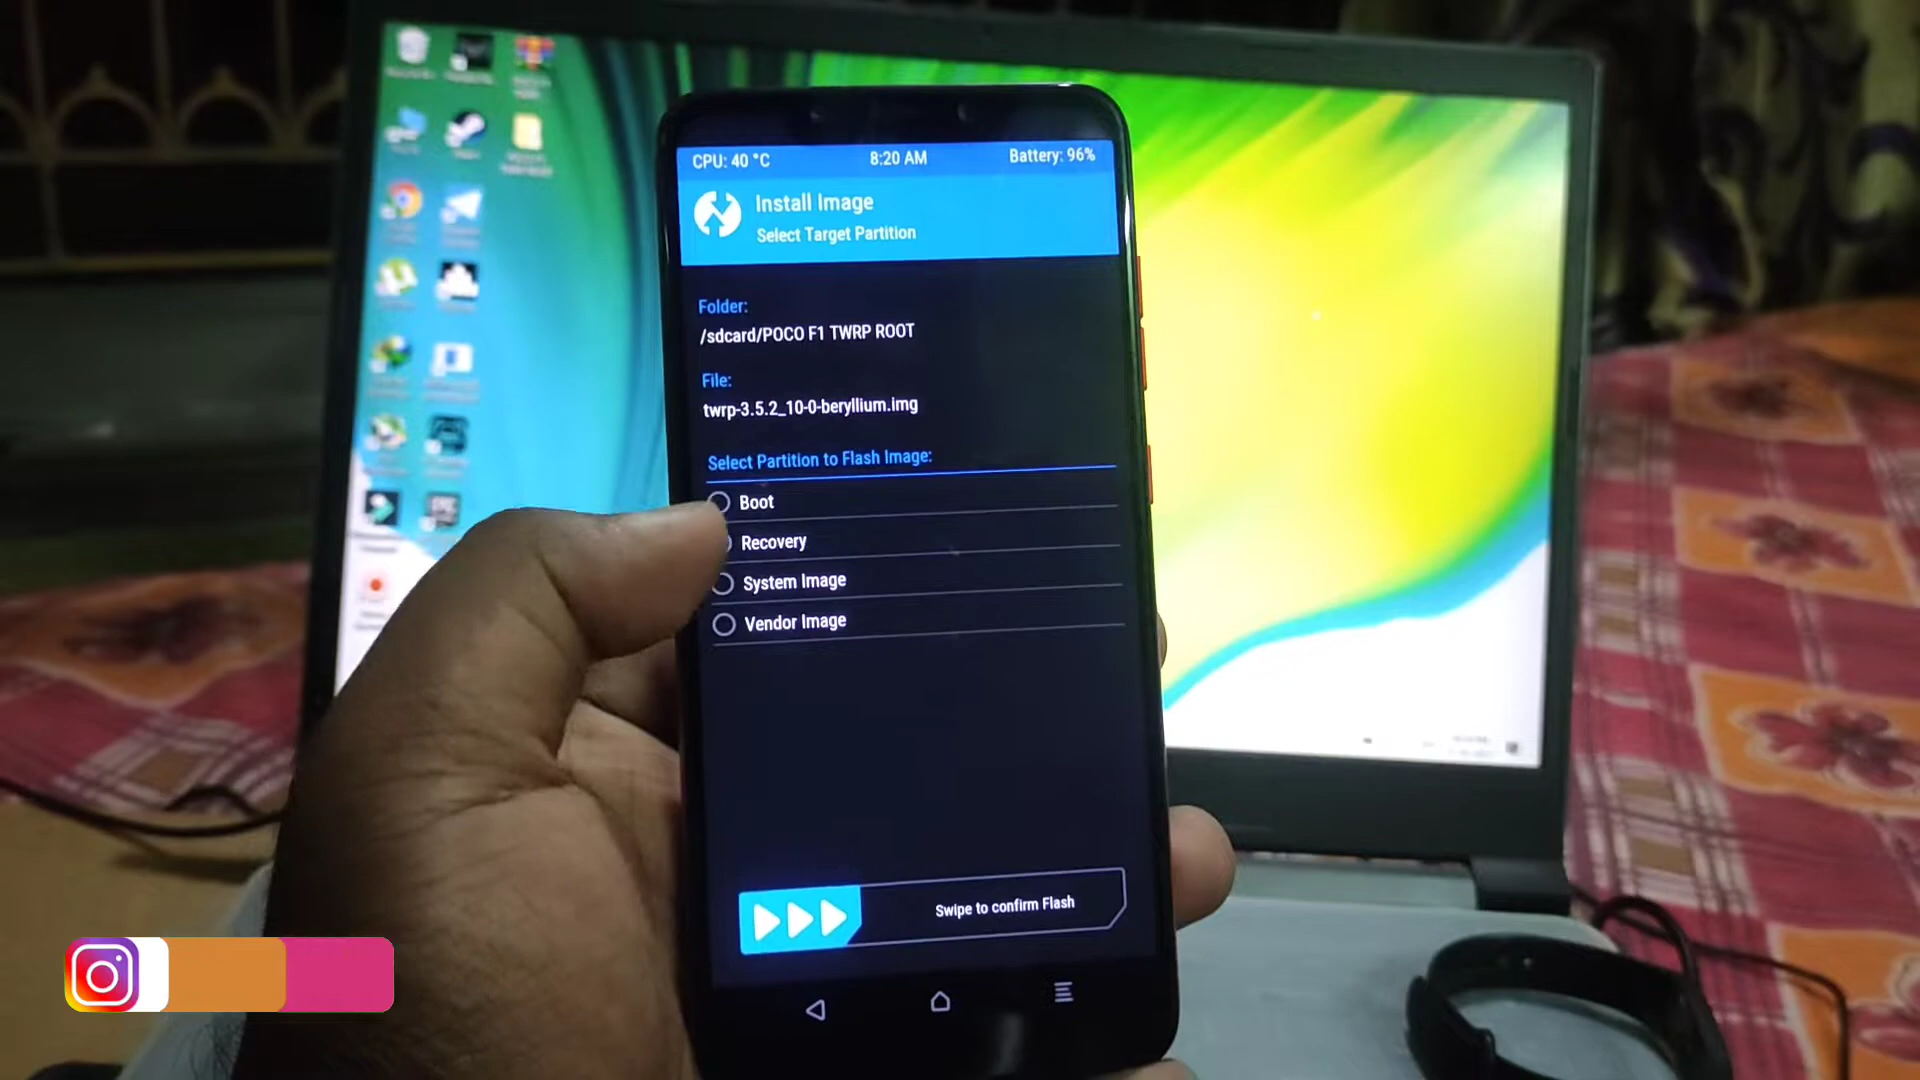 CPU: 40 °C 8:20 AM Battery: 96%
Install Image
Select Target Partition
Folder:
/sdcard/POCO F1 TWRP ROOT
File:
twrp-3.5.2_10-0-beryllium.img
Select Partition to Flash Image:
Boot
Recovery
System Image
Vendor Image
Swipe to confirm Flash